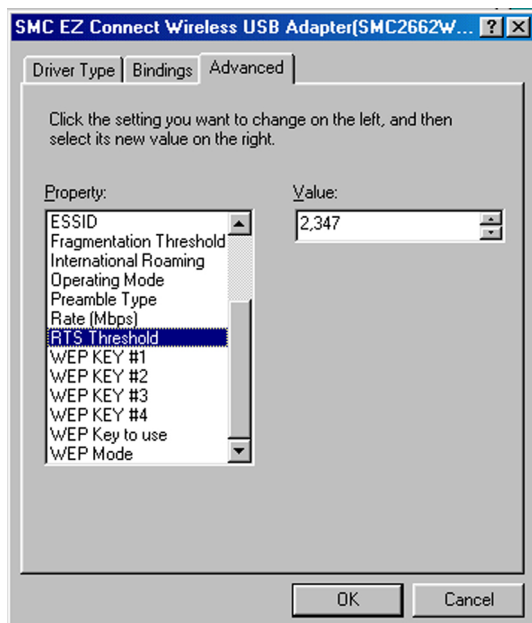 SMC EZ Connect Wireless USB Adapter(SMC2662W...
Driver Type Bindings Advanced
Click the setting you want to change on the left, and then
select its new value on the right.
Property:
ESSID
Fragmentation Threshold
International Roaming
Operating Mode
Preamble Type
Rate (Mbps)
RTS Threshold
WEP KEY #1
WEP KEY #2
WEP KEY #3
WEP KEY #4
WEP Key to use
WEP Mode
Value:
2,347
OK Cancel